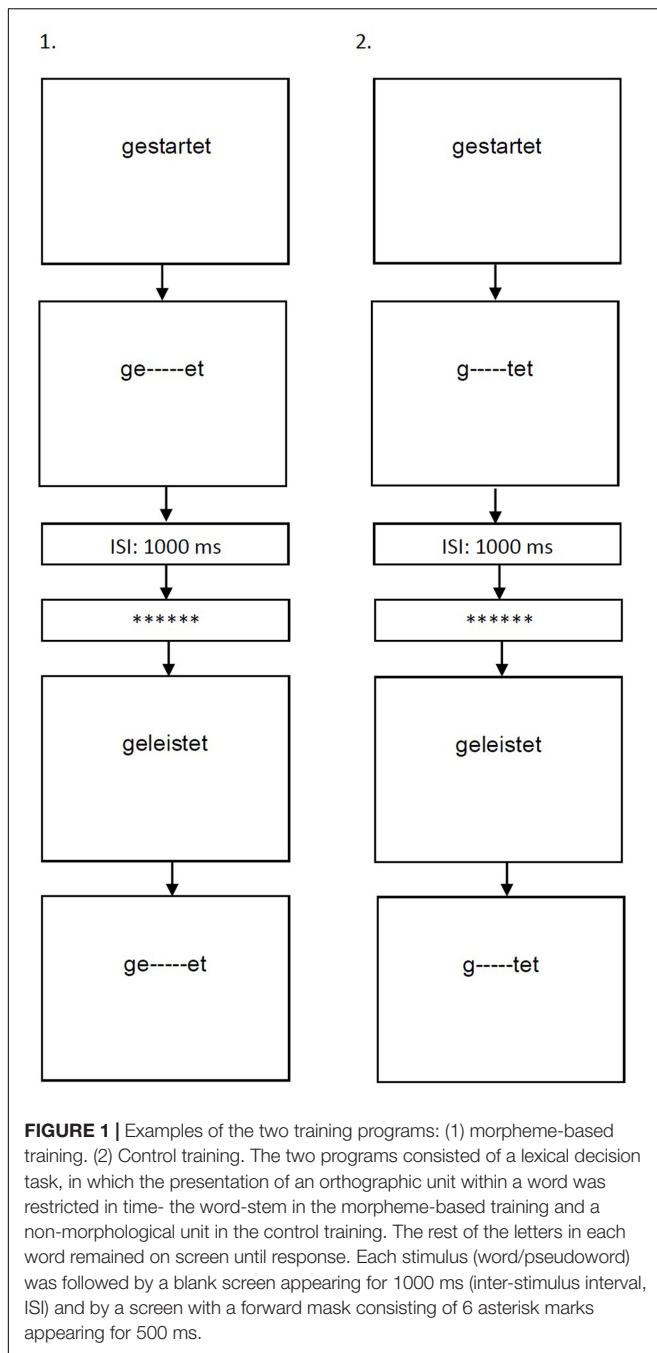 1.
2.
gestartet
gestartet
ge-----et
g-----tet
ISI: 1000 ms
ISI: 1000 ms
******
******
geleistet
geleistet
ge-----et
g-----tet
FIGURE 1 | Examples of the two training programs: (1) morpheme-based
training. (2) Control training. The two programs consisted of a lexical decision
task, in which the presentation of an orthographic unit within a word was
restricted in time- the word-stem in the morpheme-based training and a
non-morphological unit in the control training. The rest of the letters in each
word remained on screen until response. Each stimulus (word/pseudoword)
was followed by a blank screen appearing for 1000 ms (inter-stimulus interval,
ISI) and by a screen with a forward mask consisting of 6 asterisk marks
appearing for 500 ms.